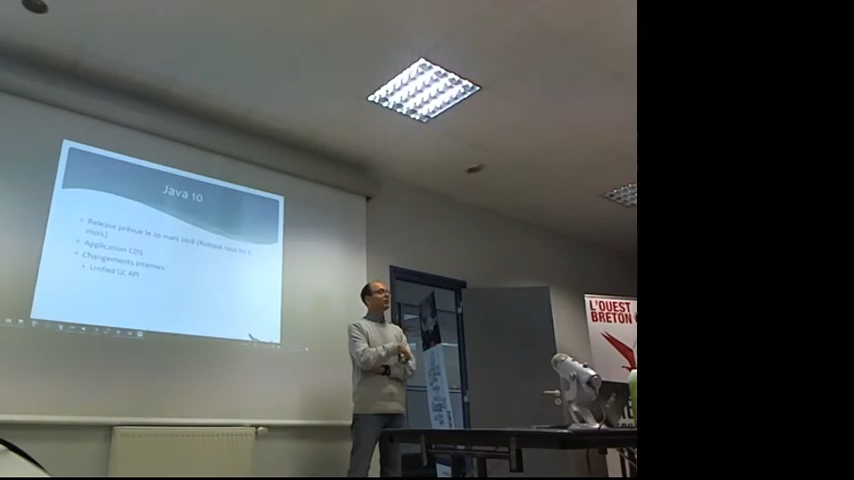 Java 10
Release prévue le 20 mars 2018 (Release tous les 6
mois)
Application CDS
Changements internes
Unified GC API
L'OUEST
BRETON